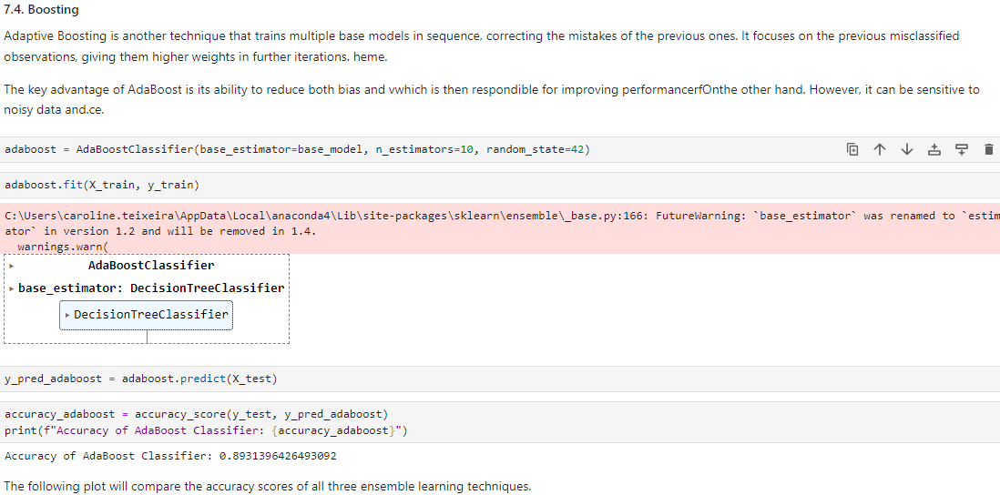 7.4. Boosting
Adaptive Boosting is another technique that trains multiple base models in sequence, correcting the mistakes of the previous ones. It focuses on the previous misclassified
observations, giving them higher weights in further iterations. heme.
The key advantage of AdaBoost is its ability to reduce both bias and vwhich is then respondible for improving performancerfOnthe other hand. However, it can be sensitive to
noisy data and.ce.
adaboost = AdaBoostClassifier(base_estimator=base_model, n_estimators=10, random_state=42)
adaboost.fit(X_train, y_train)
C:\Users\caroline.teixeira\AppData\Local\anaconda4\Lib\site-packages\sklearn\ensemble\_base.py:166: FutureWarning: `base_estimator` was renamed to `estim
ator` in version 1.2 and will be removed in 1.4.
warnings.warn(
AdaBoostClassifier
base_estimator: DecisionTreeClassifier
DecisionTreeClassifier
y_pred_adaboost = adaboost.predict(X_test)
accuracy_adaboost = accuracy_score(y_test, y_pred_adaboost)
print(f"Accuracy of AdaBoost Classifier: {accuracy_adaboost}")
Accuracy of AdaBoost Classifier: 0.8931396426493092
The following plot will compare the accuracy scores of all three ensemble learning techniques.